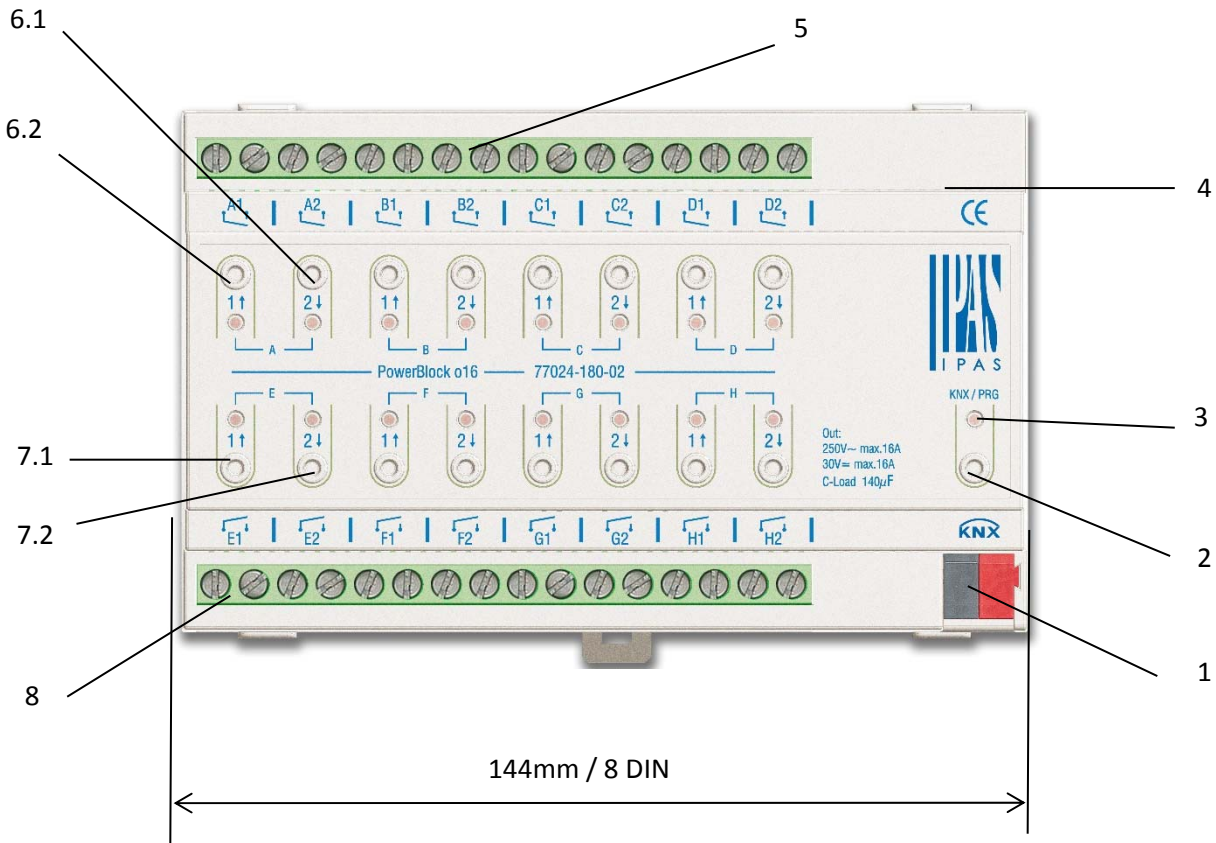 6.1
5
6.2
4
A1 A2 B1 B2 C1 C2 D1 D2 CE
1↑ 2↓ 1↑ 2↓ 1↑ 2↓ 1↑ 2↓
IPAS
IPAS
A B C D
PowerBlock o16 77024-180-02
E F G H
KNX / PRG
3
1↑ 2↓ 1↑ 2↓ 1↑ 2↓ 1↑ 2↓
Out:
250V~ max.16A
30V= max.16A
C-Load 140µF
7.1
7.2
E1 E2 F1 F2 G1 G2 H1 H2 KNX
2
8
1
144mm / 8 DIN